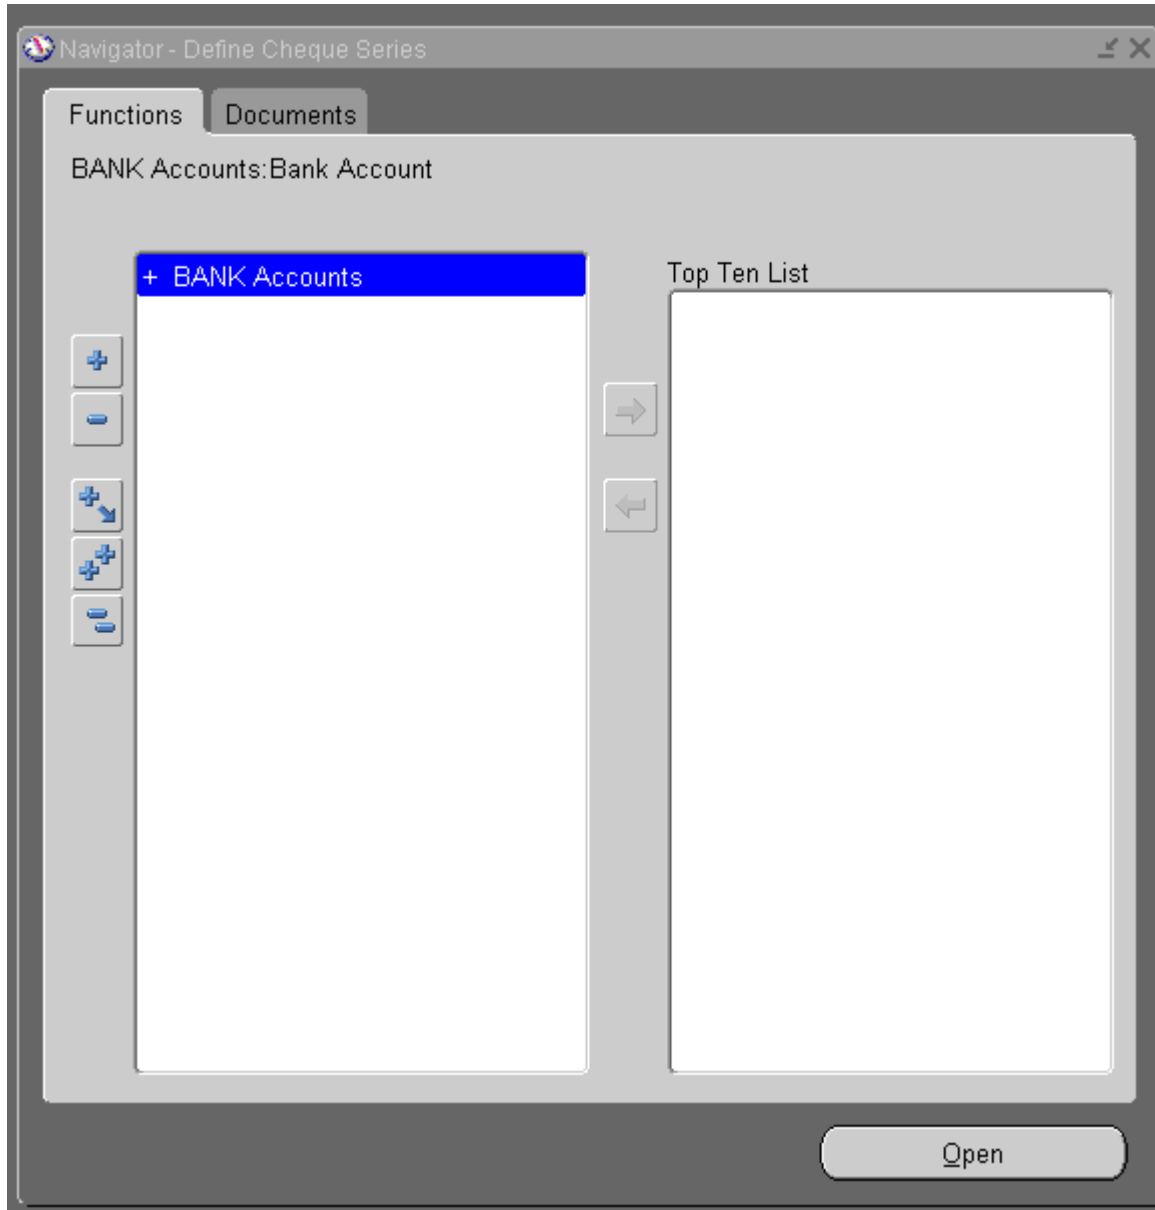 Navigator - Define Cheque Series
Functions Documents
BANK Accounts:Bank Account
+ BANK Accounts
Top Ten List
Open